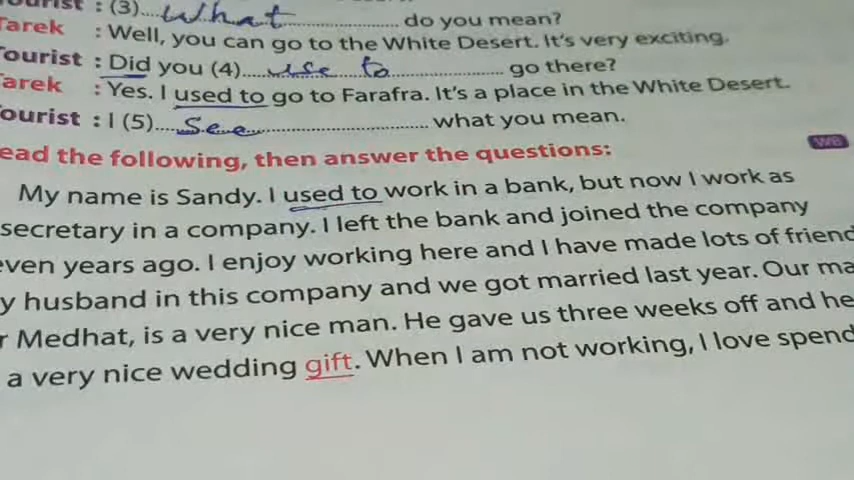 : (3)....What.................... do you mean?
Tarek : Well, you can go to the White Desert. It's very exciting.
Tourist : Did you (4)....use to.................... go there?
Tarek : Yes. I used to go to Farafra. It's a place in the White Desert.
Tourist : I (5)....See.................... what you mean.
ead the following, then answer the questions:
W8
My name is Sandy. I used to work in a bank, but now I work as
secretary in a company. I left the bank and joined the company
even years ago. I enjoy working here and I have made lots of friend
y husband in this company and we got married last year. Our ma
r Medhat, is a very nice man. He gave us three weeks off and he
a very nice wedding gift. When I am not working, I love spend